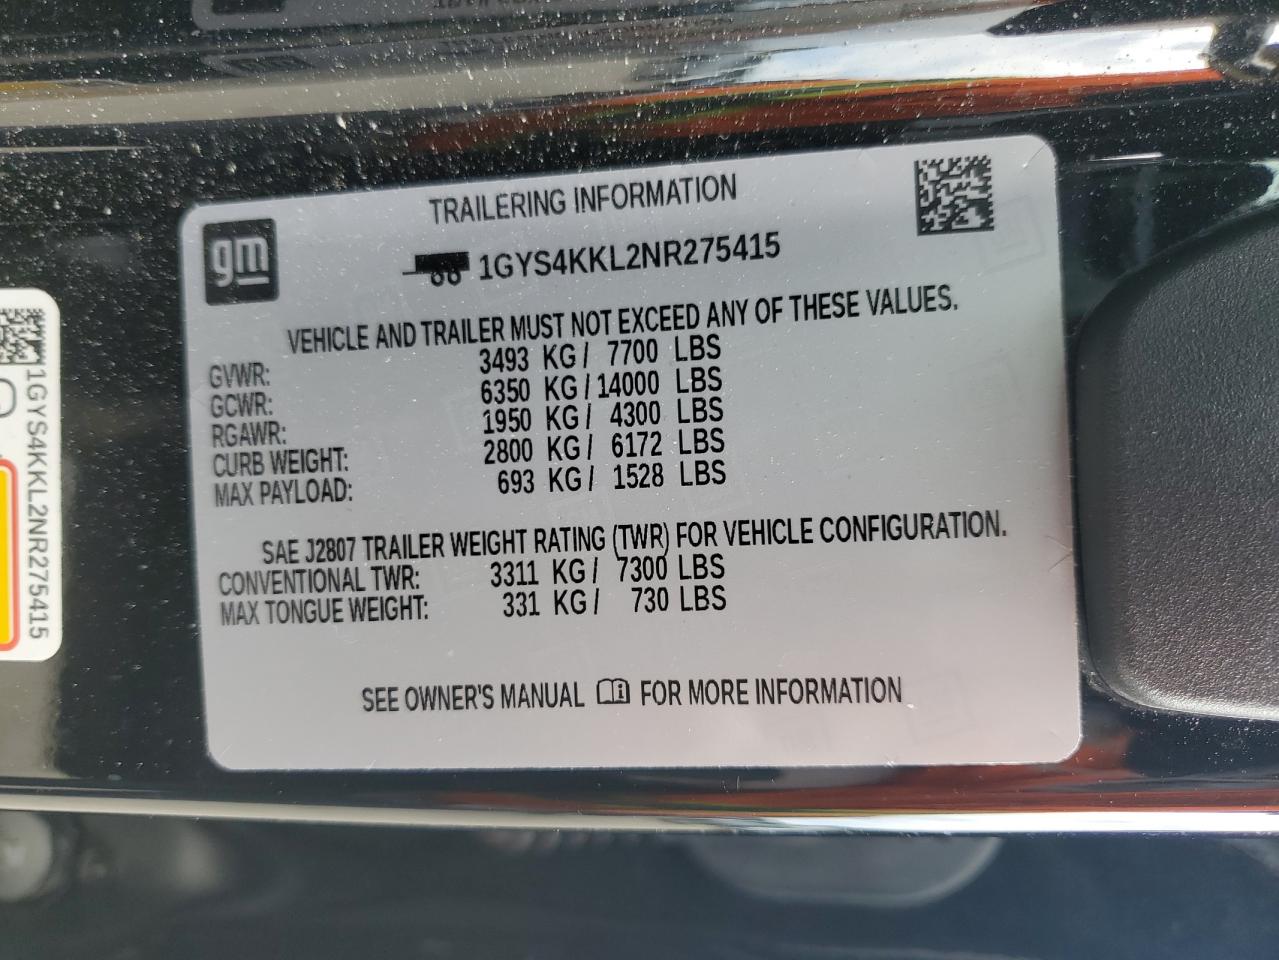 gm
TRAILERING INFORMATION
1GYS4KKL2NR275415
VEHICLE AND TRAILER MUST NOT EXCEED ANY OF THESE VALUES.
GVWR: 3493 KG / 7700 LBS
GCWR: 6350 KG /14000 LBS
RGAWR: 1950 KG / 4300 LBS
CURB WEIGHT: 2800 KG / 6172 LBS
MAX PAYLOAD: 693 KG / 1528 LBS
SAE J2807 TRAILER WEIGHT RATING (TWR) FOR VEHICLE CONFIGURATION.
CONVENTIONAL TWR: 3311 KG / 7300 LBS
MAX TONGUE WEIGHT: 331 KG / 730 LBS
SEE OWNER'S MANUAL FOR MORE INFORMATION
1GYS4KKL2NR275415